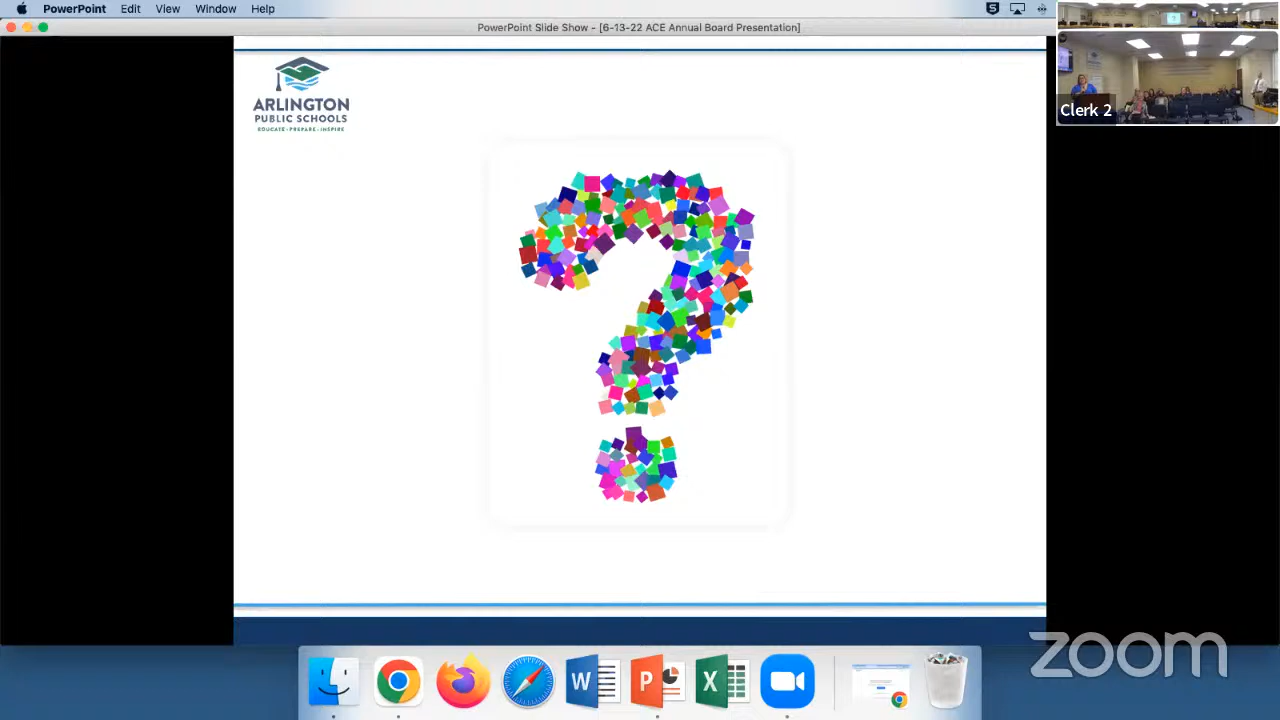 PowerPoint Edit View Window Help
PowerPoint Slide Show - [6-13-22 ACE Annual Board Presentation]
ARLINGTON
PUBLIC SCHOOLS
EDUCATE · PREPARE · INSPIRE
?
Clerk 2
W
P
X
zoom